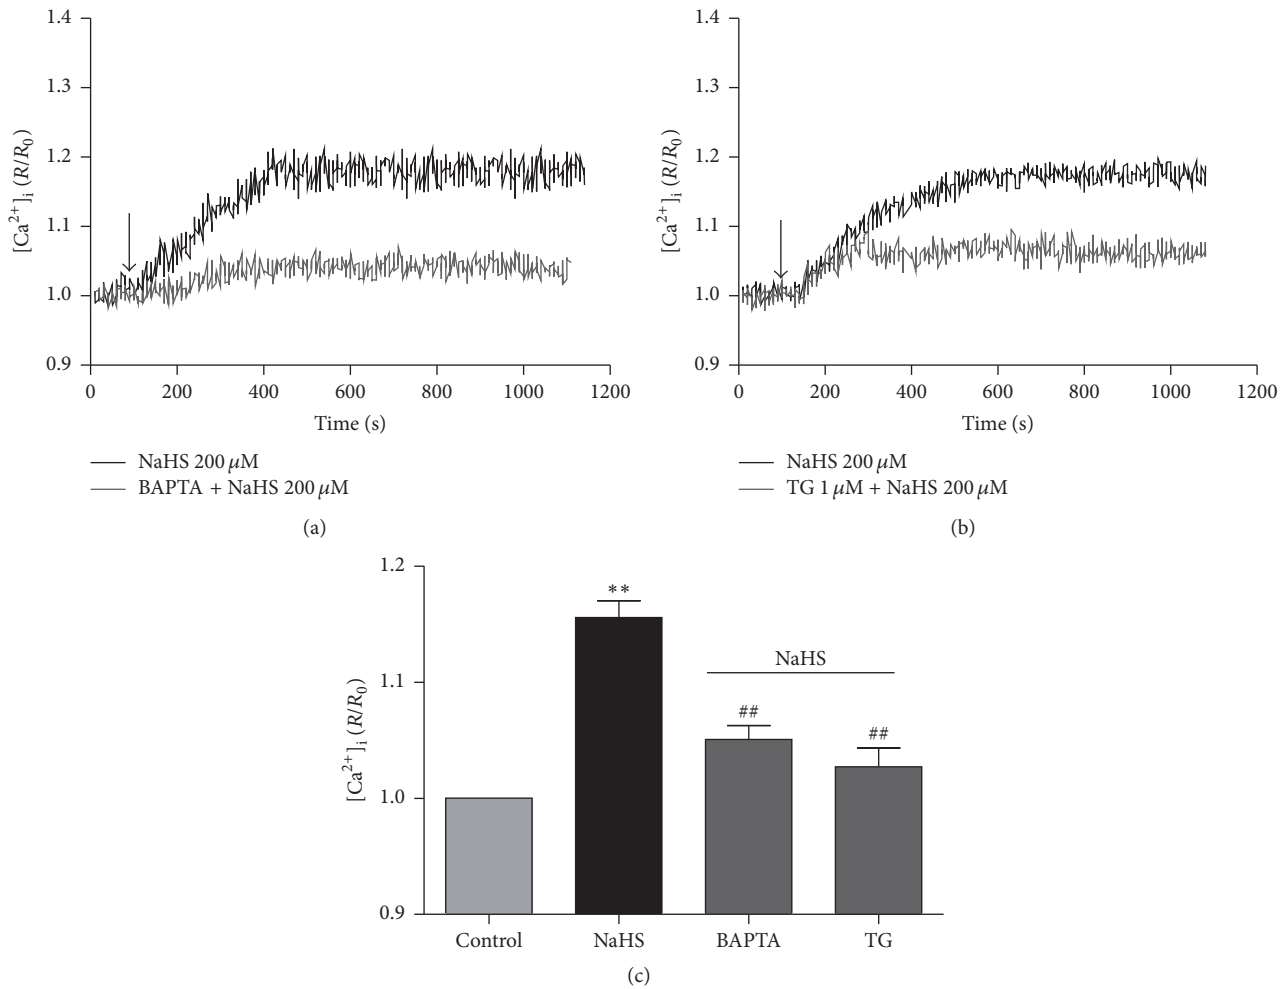 1.4
1.3
1.2
1.1
1.0
0.9
[Ca²⁺]ᵢ (R/R₀)
0 200 400 600 800 1000 1200
Time (s)
NaHS 200 μM
BAPTA + NaHS 200 μM
(a)
1.4
1.3
1.2
1.1
1.0
0.9
[Ca²⁺]ᵢ (R/R₀)
0 200 400 600 800 1000 1200
Time (s)
NaHS 200 μM
TG 1 μM + NaHS 200 μM
(b)
1.2
1.1
1.0
0.9
[Ca²⁺]ᵢ (R/R₀)
**
NaHS
##
##
Control NaHS BAPTA TG
(c)